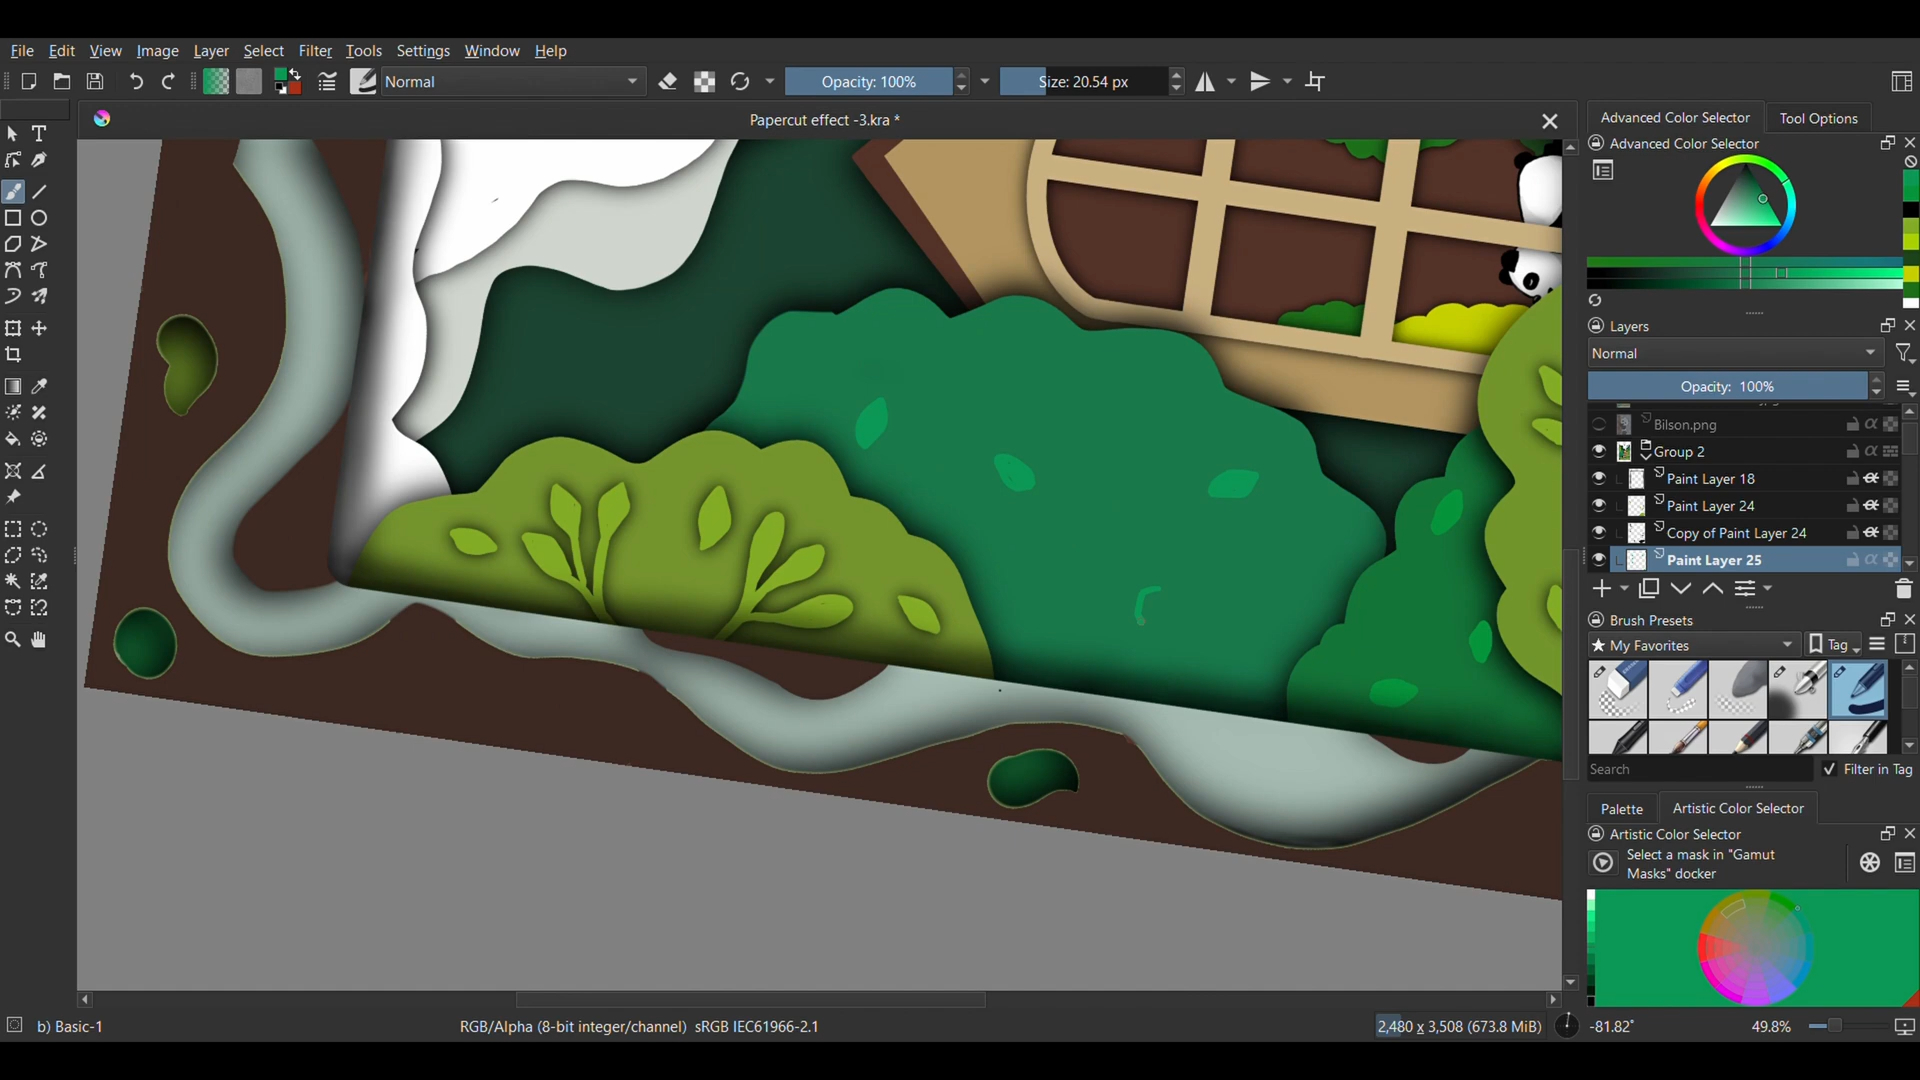 File Edit View Image Layer Select Filter Tools Settings Window Help
Normal Opacity: 100% Size: 20.54 px
Papercut effect -3.kra *
Advanced Color Selector Tool Options
Advanced Color Selector
Layers
Normal
Opacity: 100%
Bilson.png
Group 2
Paint Layer 18
Paint Layer 24
Copy of Paint Layer 24
Paint Layer 25
Brush Presets
My Favorites Tag
Search Filter in Tag
Palette Artistic Color Selector
Artistic Color Selector
Select a mask in "Gamut
Masks" docker
b) Basic-1 RGB/Alpha (8-bit integer/channel) sRGB IEC61966-2.1 2,480 x 3,508 (673.8 MiB) -81.82° 49.8%